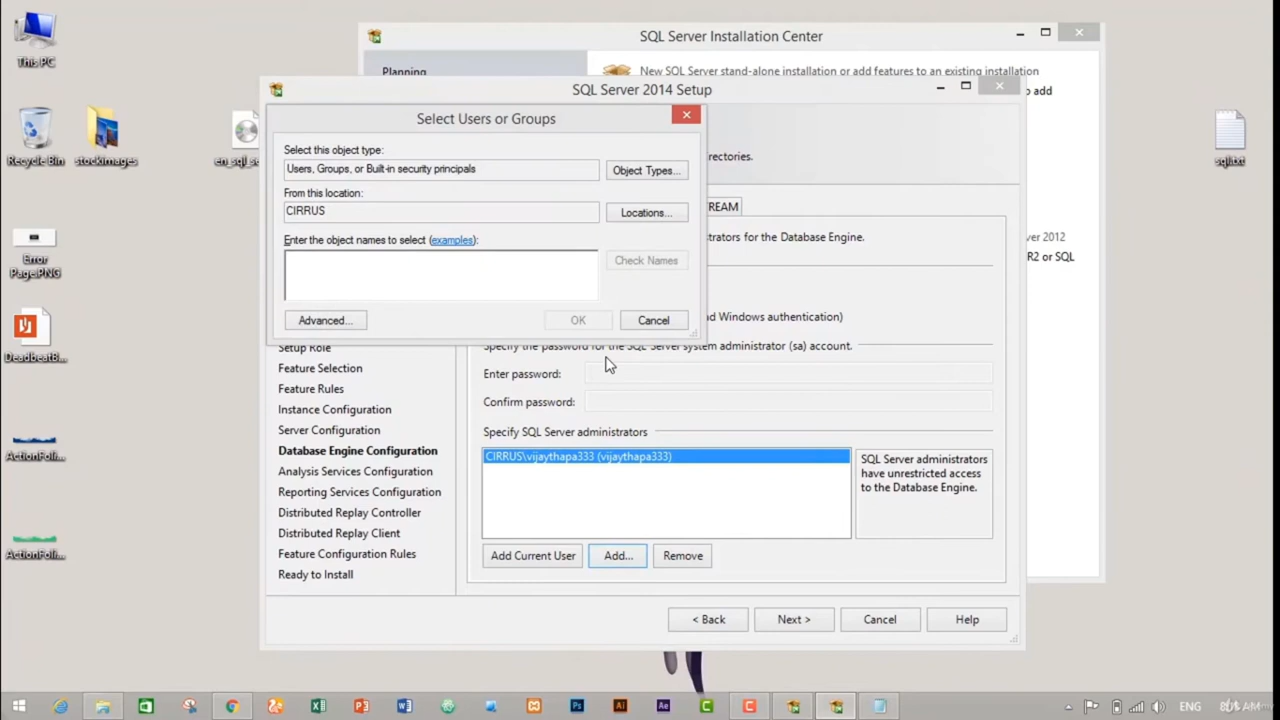 This PC
Recycle Bin
stockimages
en_sql_se
Error
Page.PNG
DeadbeatB...
ActionFolli...
ActionFolli...
sqll.txt
SQL Server Installation Center
Planning
New SQL Server stand-alone installation or add features to an existing installation
o add
ver 2012
R2 or SQL
SQL Server 2014 Setup
rectories.
REAM
strators for the Database Engine.
d Windows authentication)
Specify the password for the SQL Server system administrator (sa) account.
Enter password:
Confirm password:
Specify SQL Server administrators
CIRRUS\vijaythapa333 (vijaythapa333)
SQL Server administrators
have unrestricted access
to the Database Engine.
Add Current User
Add...
Remove
Setup Role
Feature Selection
Feature Rules
Instance Configuration
Server Configuration
Database Engine Configuration
Analysis Services Configuration
Reporting Services Configuration
Distributed Replay Controller
Distributed Replay Client
Feature Configuration Rules
Ready to Install
< Back
Next >
Cancel
Help
Select Users or Groups
Select this object type:
Users, Groups, or Built-in security principals
Object Types...
From this location:
CIRRUS
Locations...
Enter the object names to select (examples):
Check Names
Advanced...
OK
Cancel
ENG